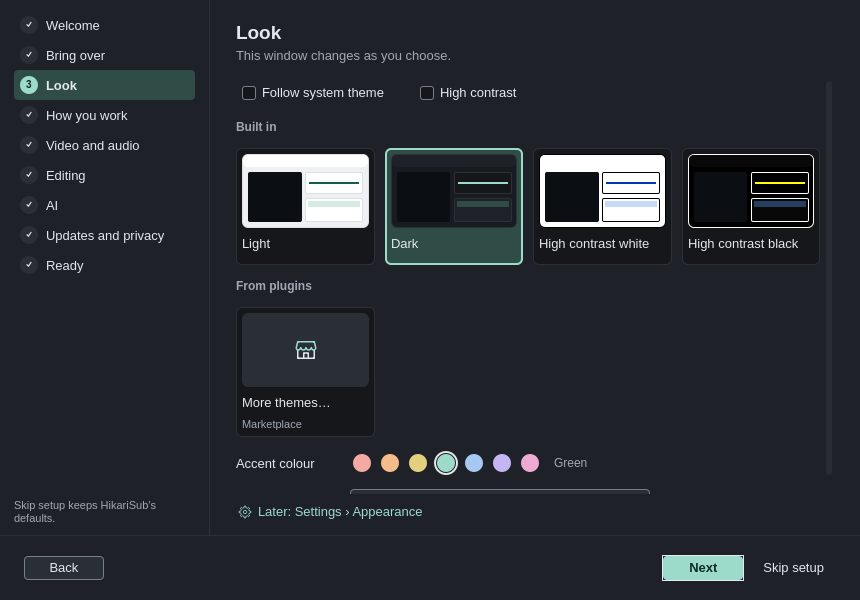 Welcome
Bring over
3
Look
How you work
Video and audio
Editing
AI
Updates and privacy
Ready
Skip setup keeps HikariSub's
defaults.
Look
This window changes as you choose.
Follow system theme
High contrast
Built in
Light
Dark
High contrast white
High contrast black
From plugins
More themes…
Marketplace
Accent colour
Green
Later: Settings › Appearance
Back
Next
Skip setup